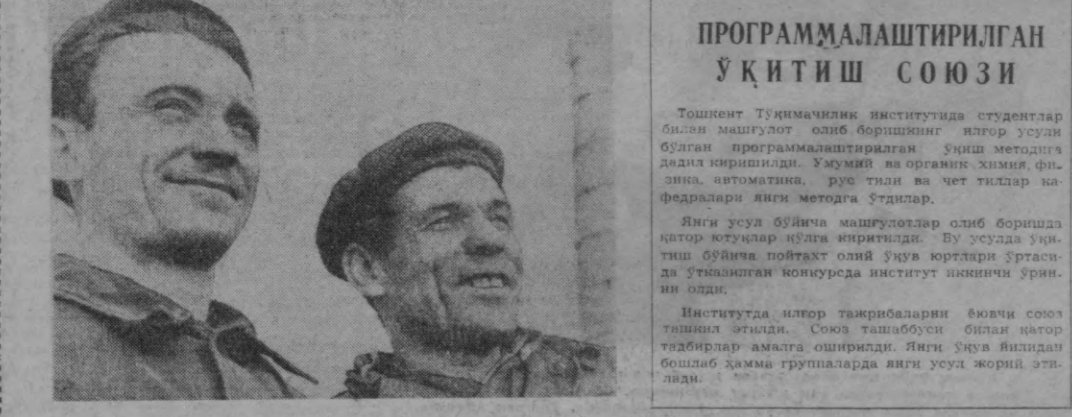 ПРОГРАММАЛАШТИРИЛГАН
ЎҚИТИШ СОЮЗИ
Тошкент Тўқимачилик институтида студентлар
билан машғулот олиб боришнинг илғор усули
бўлган программалаштирилган ўқиш методига
дадил киришилди. Умумий ва органик химия, фи-
зика, автоматика, рус тили ва чет тиллар ка-
федралари янги методга ўтдилар.
Янги усул бўйича машғулотлар олиб боришда
қатор ютуқлар қўлга киритилди. Бу усулда ўқи-
тиш бўйича пойтахт олий ўқув юртлари ўртаси-
да ўтказилган конкурсда институт иккинчи ўрин-
ни олди.
Институтда илғор тажрибаларни ёювчи союз
ташкил этилди. Союз ташаббуси билан қатор
тадбирлар амалга оширилди. Янги ўқув йилидан
бошлаб ҳамма группаларда янги усул жорий эти-
лади.